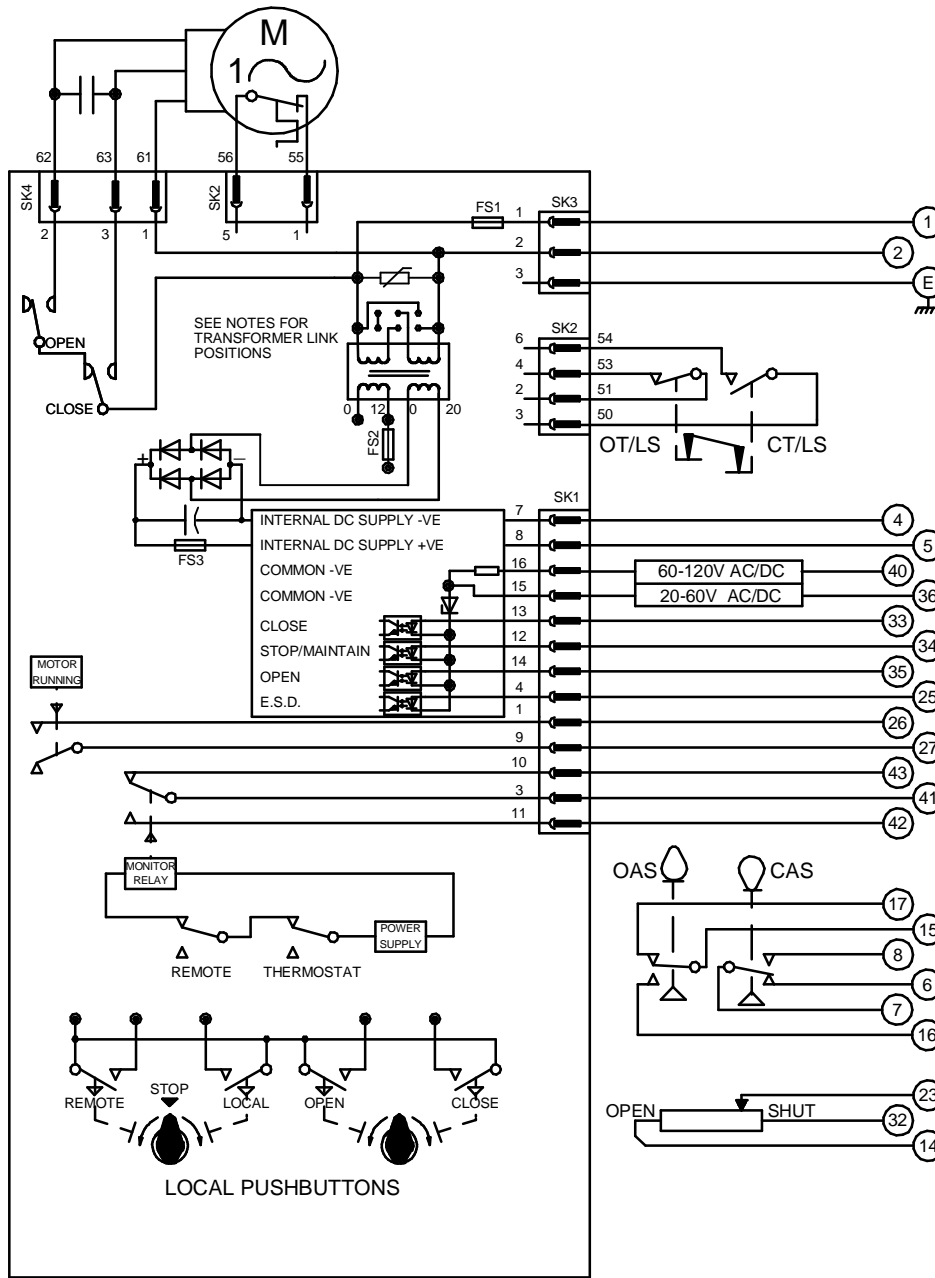 M
1
62 63 61 56 55
SK4
SK2
2 3 1 5 1
FS1
1
SK3
1
2
2
3
E
SEE NOTES FOR
TRANSFORMER LINK
POSITIONS
OPEN
CLOSE
SK2
6 54
4 53
2 51
3 50
OT/LS CT/LS
0 12 0 20
FS2
+ –
FS3
SK1
INTERNAL DC SUPPLY -VE 7 4
INTERNAL DC SUPPLY +VE 8 5
COMMON -VE 16 60-120V AC/DC 40
COMMON -VE 15 20-60V AC/DC 36
CLOSE 13 33
STOP/MAINTAIN 12 34
OPEN 14 35
E.S.D. 4 25
1 26
9 27
10 43
3 41
11 42
MOTOR
RUNNING
MONITOR
RELAY
POWER
SUPPLY
REMOTE THERMOSTAT
OAS CAS
17
15
8
6
7
16
REMOTE STOP LOCAL OPEN CLOSE
LOCAL PUSHBUTTONS
OPEN SHUT
23
32
14